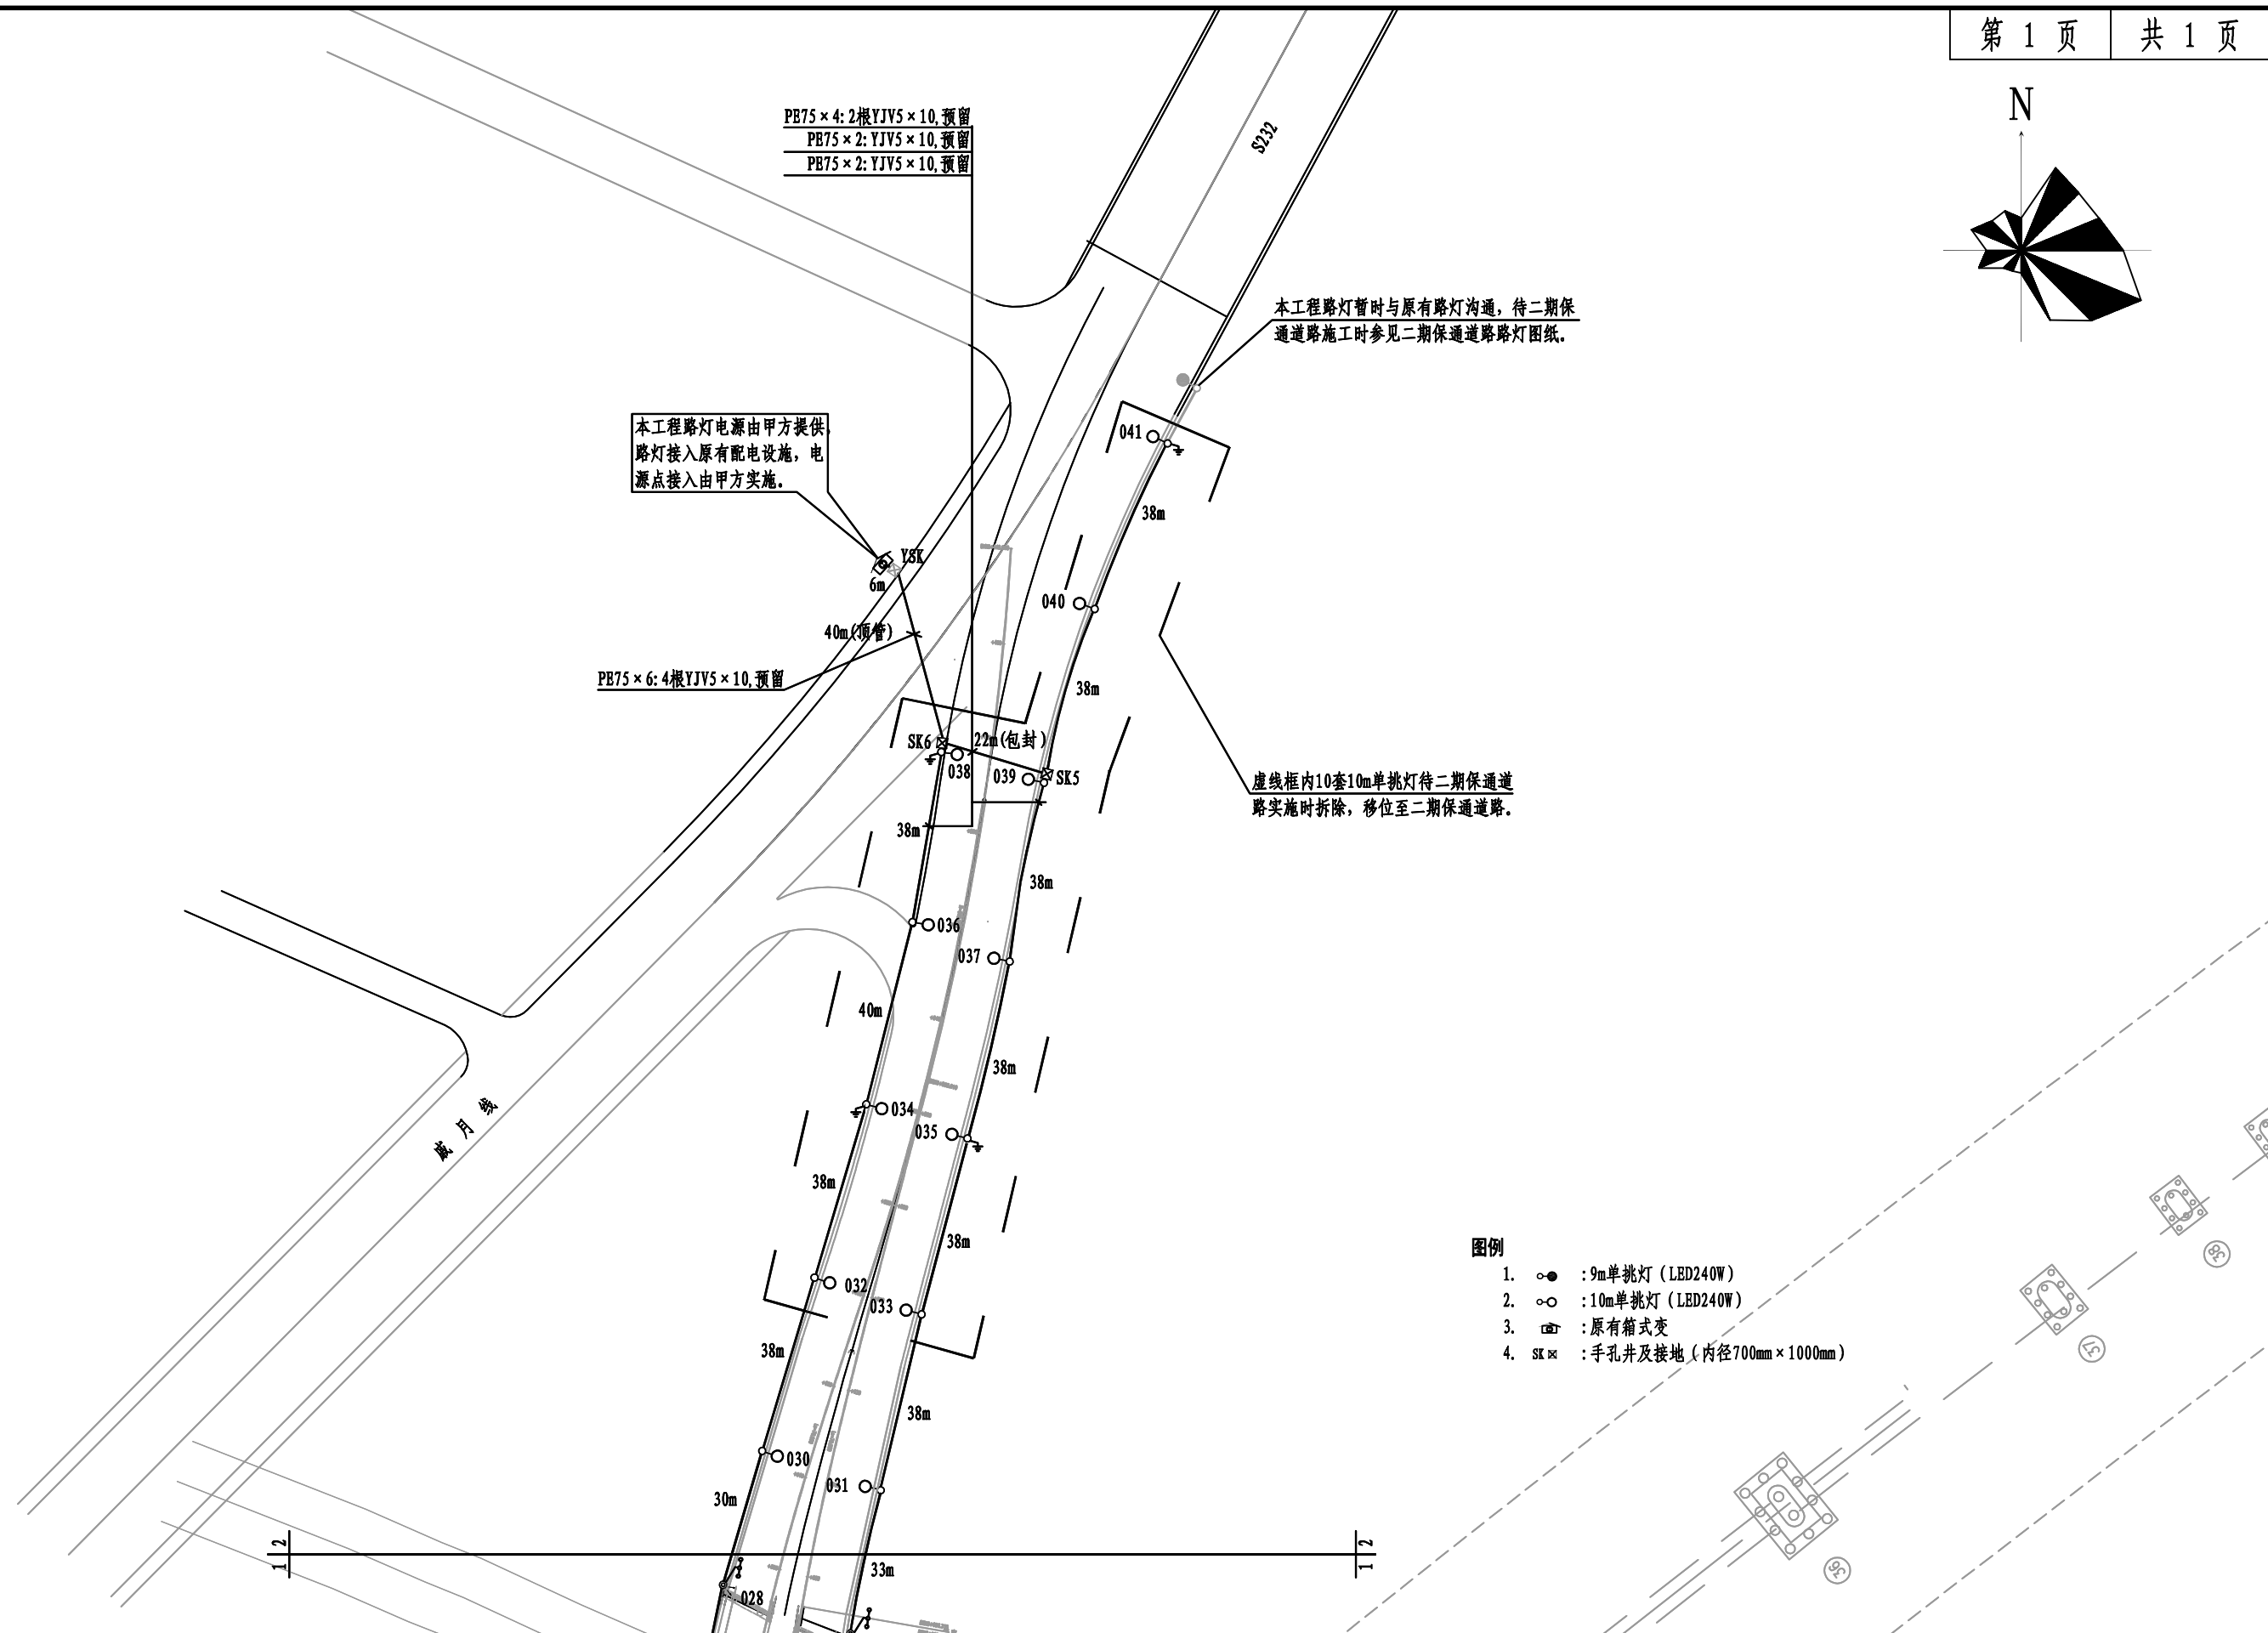 第 1 页
共 1 页
N
PE75×4:2根YJV5×10,预留
PE75×2:YJV5×10,预留
PE75×2:YJV5×10,预留
S232
本工程路灯暂时与原有路灯沟通，待二期保
通道路施工时参见二期保通道路路灯图纸.
041
本工程路灯电源由甲方提供,
路灯接入原有配电设施，电
源点接入由甲方实施.
38m
YSK
6m
040
40m(顶管)
PE75×6:4根YJV5×10,预留
38m
SK6
22m(包封)
038
039
SK5
虚线框内10套10m单挑灯待二期保通道
路实施时拆除，移位至二期保通道路.
38m
38m
036
037
40m
38m
034
035
戚月线
38m
38m
032
033
38m
38m
030
031
30m
图例
1. :9m单挑灯（LED240W）
2. :10m单挑灯（LED240W）
3. :原有箱式变
4. SK :手孔井及接地（内径700mm×1000mm）
38
37
36
1 2
1 2
33m
028